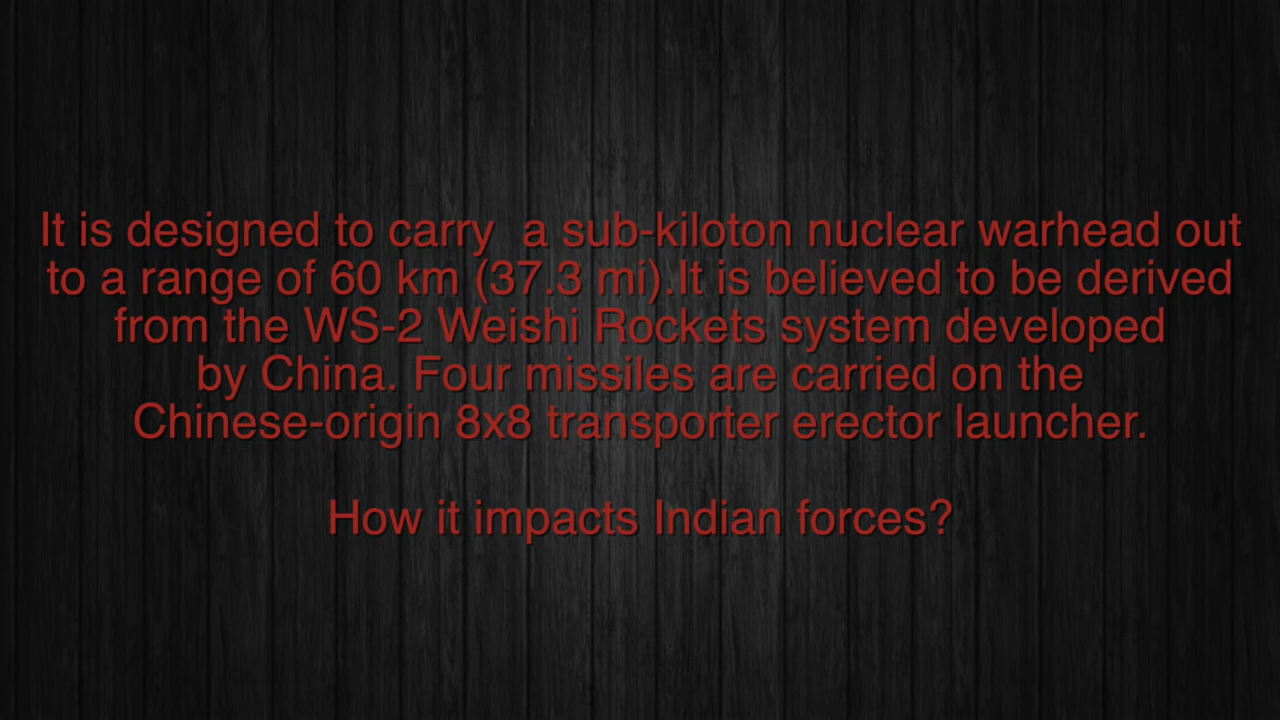 It is designed to carry  a sub-kiloton nuclear warhead out
to a range of 60 km (37.3 mi).It is believed to be derived
from the WS-2 Weishi Rockets system developed
by China. Four missiles are carried on the
Chinese-origin 8x8 transporter erector launcher.
How it impacts Indian forces?